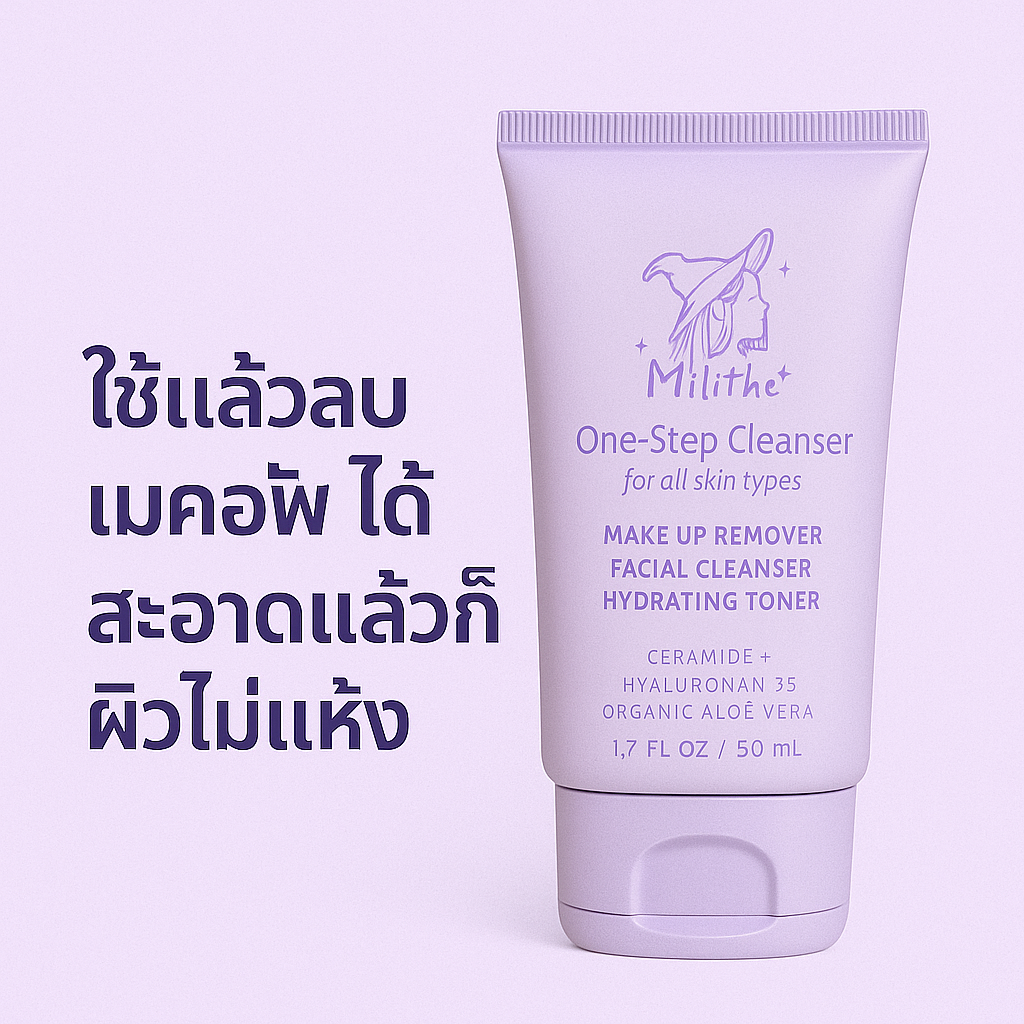 ใช้แล้วลบ
เมคอัพ ได้
สะอาดแล้วก็
ผิวไม่แห้ง
Milithe
One-Step Cleanser
for all skin types
MAKE UP REMOVER
FACIAL CLEANSER
HYDRATING TONER
CERAMIDE +
HYALURONAN 35
ORGANIC ALOÊ VERA
1,7 FL OZ / 50 mL